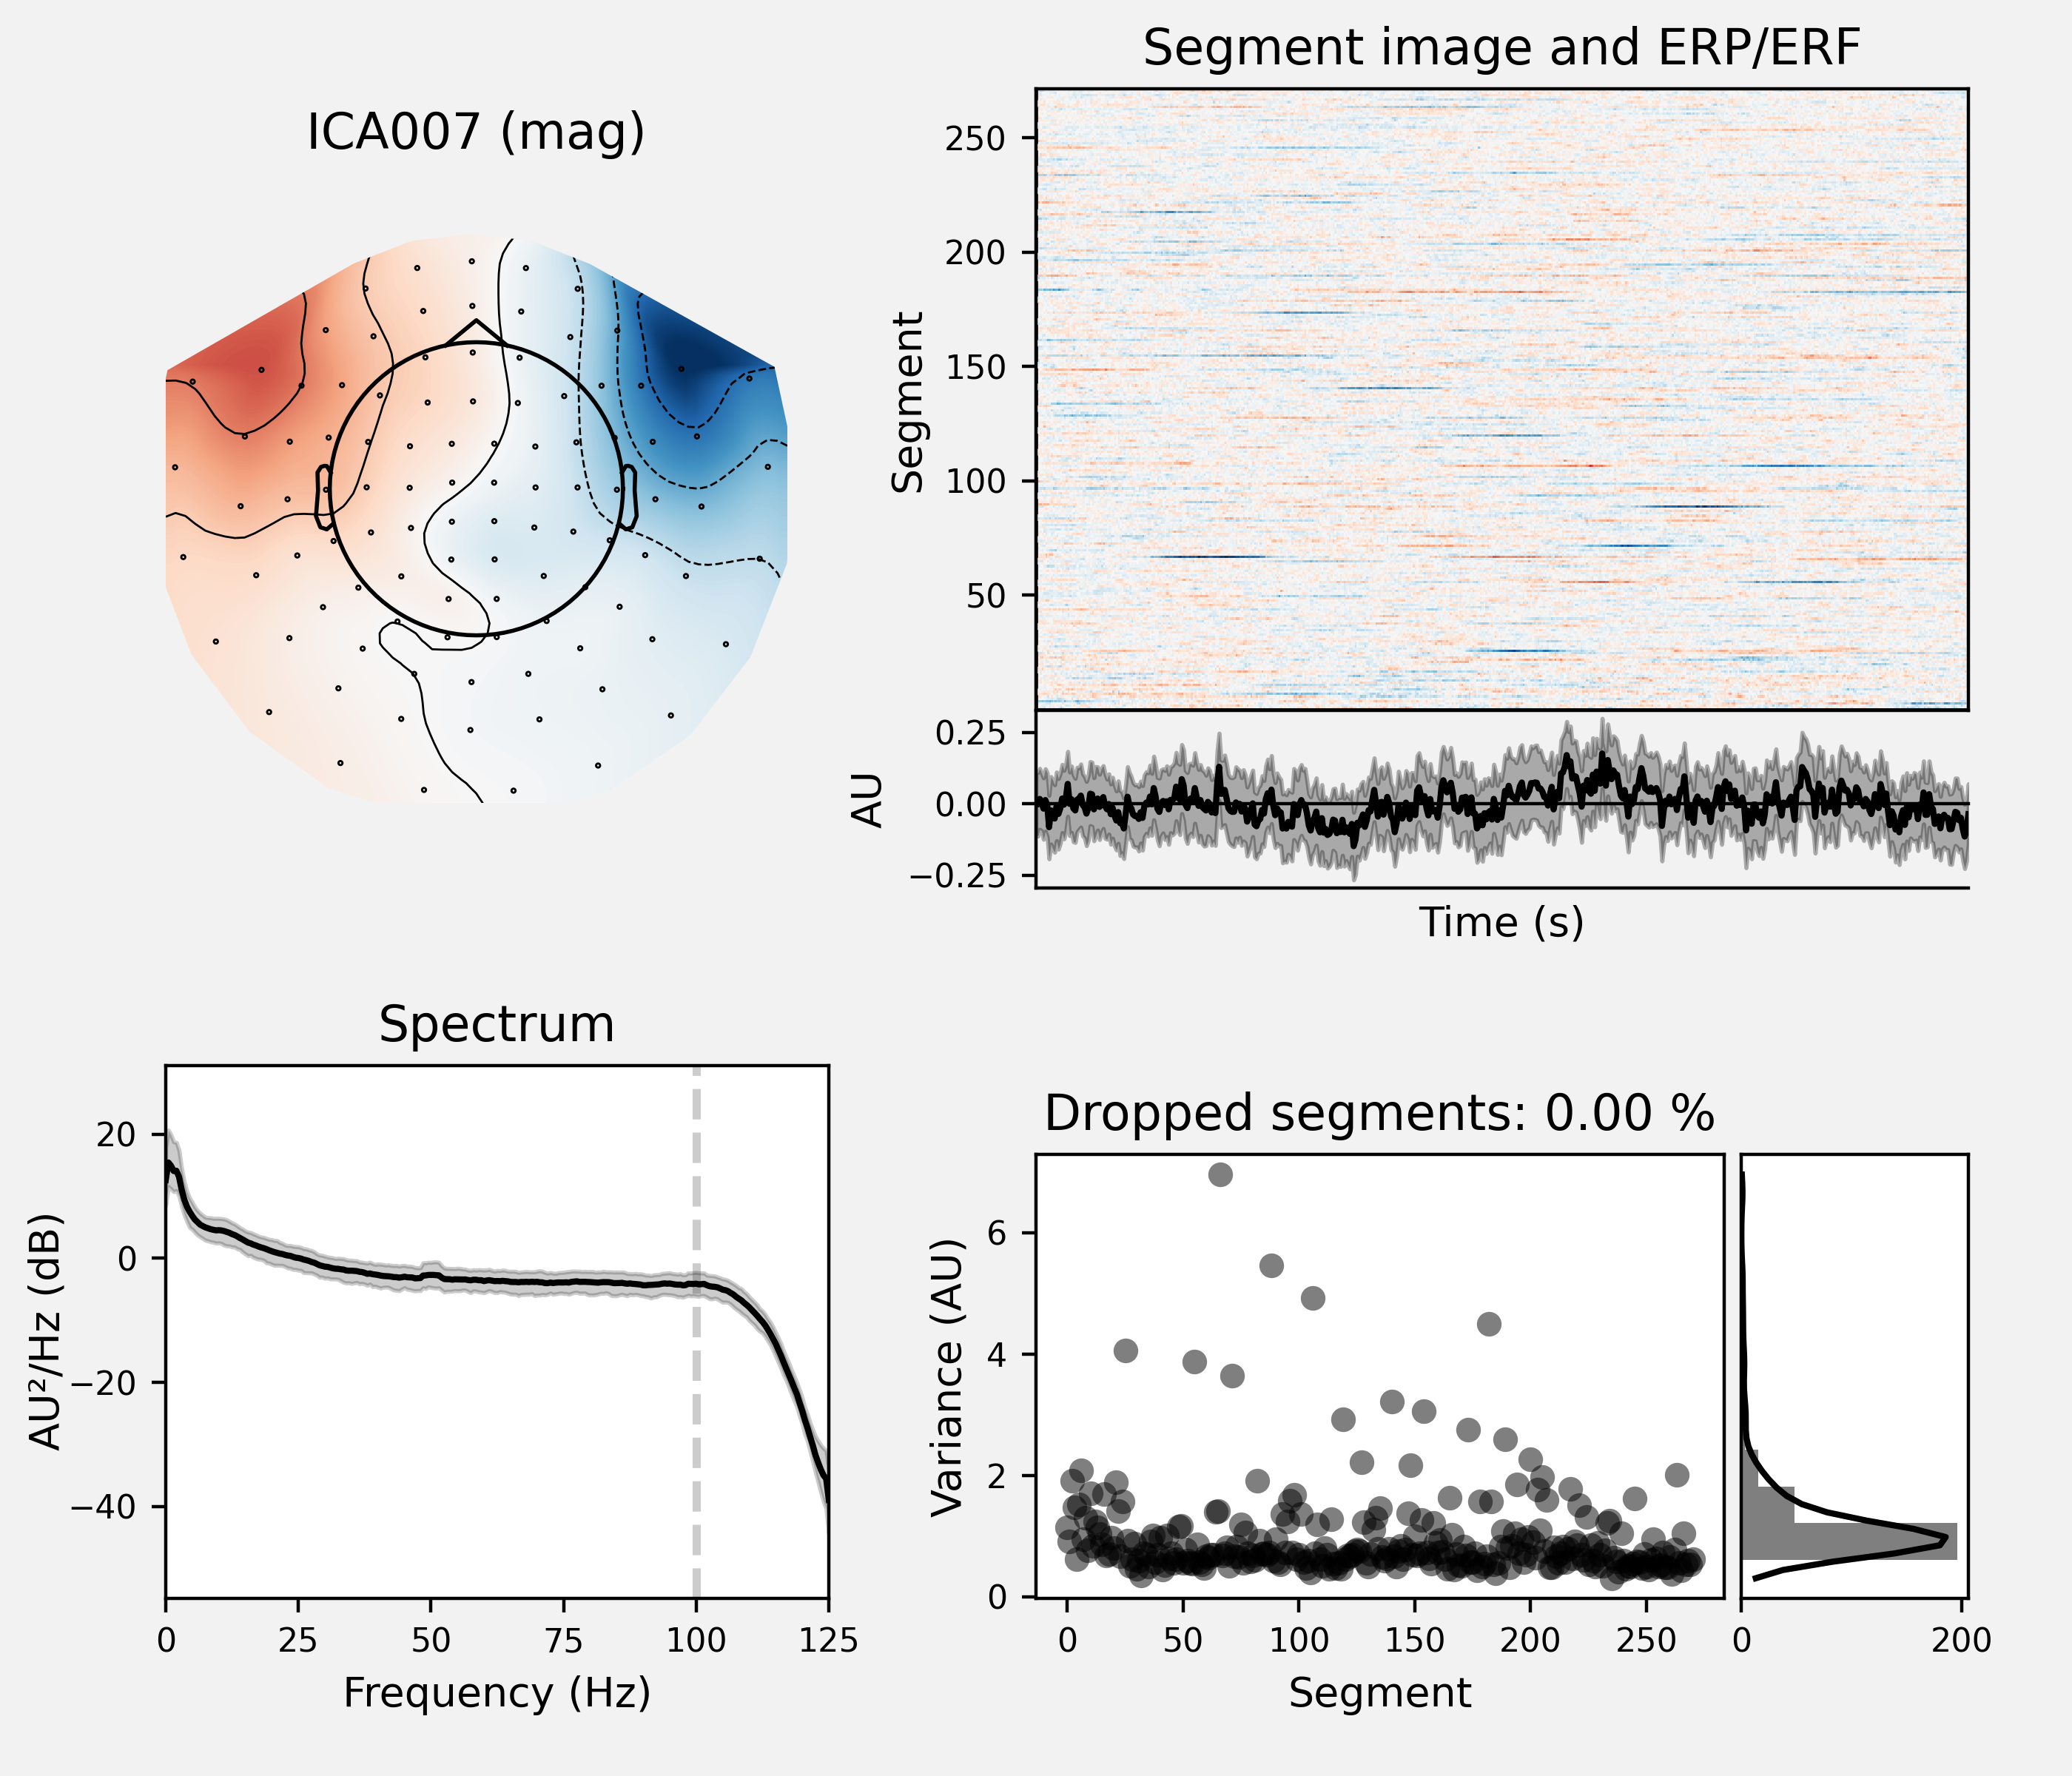 Segment image and ERP/ERF
ICA007 (mag)
Segment
250
200
150
100
50
AU
0.25
0.00
−0.25
Time (s)
Spectrum
AU²/Hz (dB)
20
0
−20
−40
0 25 50 75 100 125
Frequency (Hz)
Dropped segments: 0.00 %
Variance (AU)
6
4
2
0
0 50 100 150 200 250
0 200
Segment